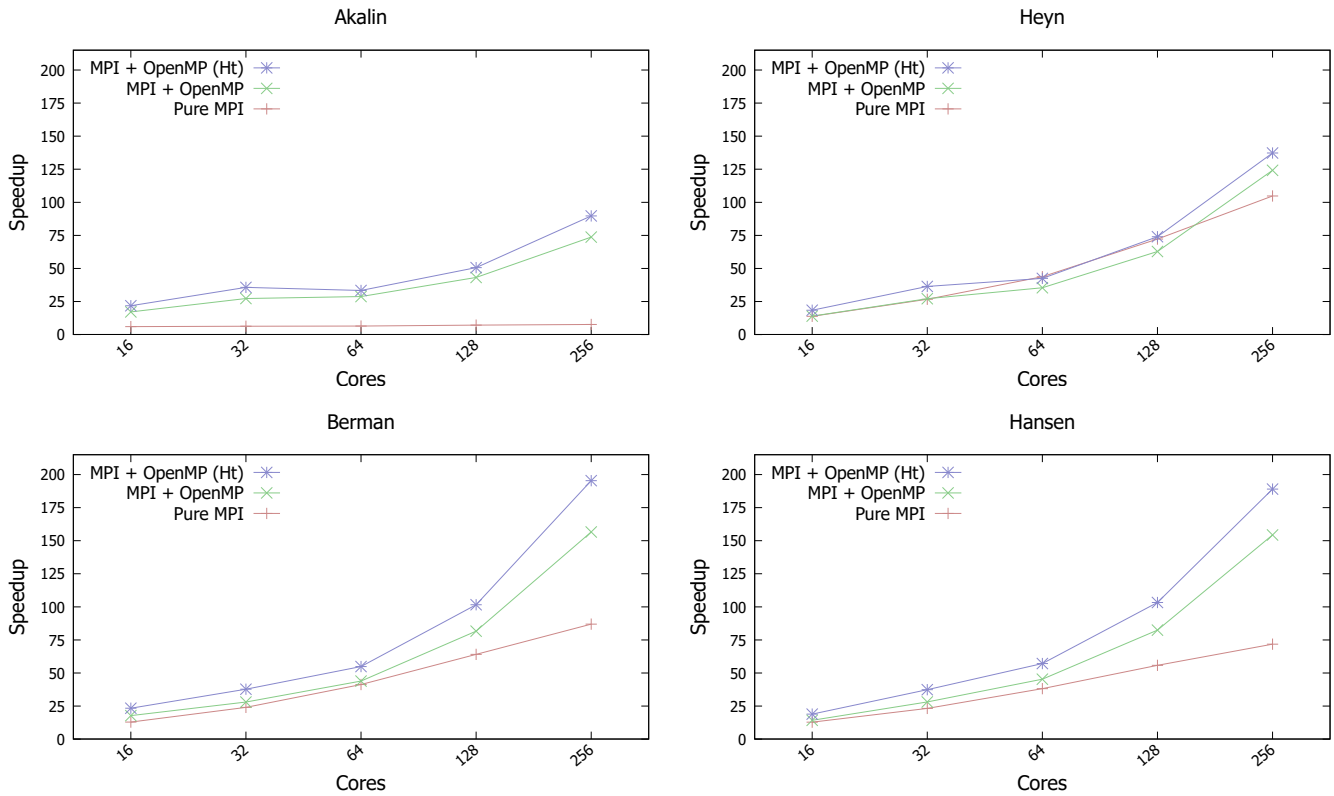 Akalin
MPI + OpenMP (Ht)
MPI + OpenMP
Pure MPI
Speedup
200
175
150
125
100
75
50
25
0
16
32
64
128
256
Cores
Heyn
MPI + OpenMP (Ht)
MPI + OpenMP
Pure MPI
Speedup
200
175
150
125
100
75
50
25
0
16
32
64
128
256
Cores
Berman
MPI + OpenMP (Ht)
MPI + OpenMP
Pure MPI
Speedup
200
175
150
125
100
75
50
25
0
16
32
64
128
256
Cores
Hansen
MPI + OpenMP (Ht)
MPI + OpenMP
Pure MPI
Speedup
200
175
150
125
100
75
50
25
0
16
32
64
128
256
Cores